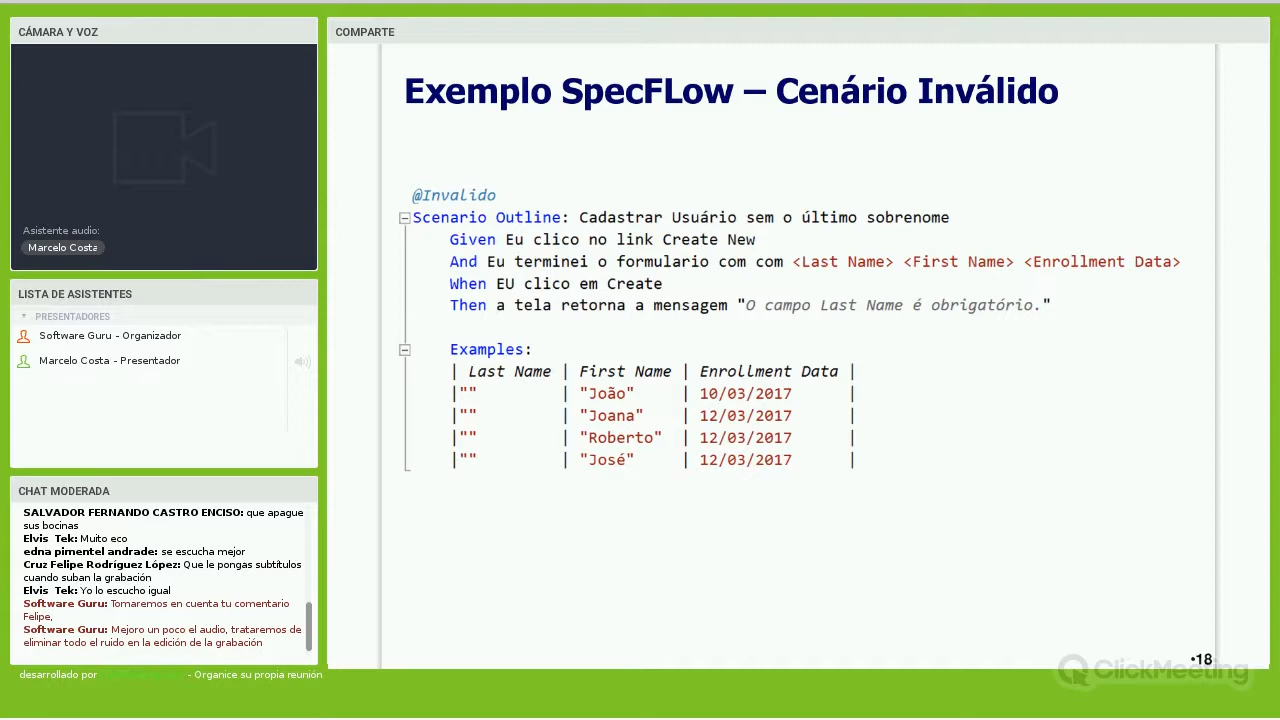 CÁMARA Y VOZ
Asistente audio:
Marcelo Costa
LISTA DE ASISTENTES
PRESENTADORES
Software Guru - Organizador
Marcelo Costa - Presentador
CHAT MODERADA
SALVADOR FERNANDO CASTRO ENCISO: que apague
sus bocinas
Elvis Tek: Muito eco
edna pimentel andrade: se escucha mejor
Cruz Felipe Rodríguez López: Que le pongas subtítulos
cuando suban la grabación
Elvis Tek: Yo lo escucho igual
Software Guru: Tomaremos en cuenta tu comentario
Felipe,
Software Guru: Mejoro un poco el audio, trataremos de
eliminar todo el ruido en la edición de la grabación
desarrollado por - Organice su propia reunión
COMPARTE
Exemplo SpecFLow – Cenário Inválido
@Invalido
Scenario Outline: Cadastrar Usuário sem o último sobrenome
Given Eu clico no link Create New
And Eu terminei o formulario com com <Last Name> <First Name> <Enrollment Data>
When EU clico em Create
Then a tela retorna a mensagem "O campo Last Name é obrigatório."
Examples:
| Last Name | First Name | Enrollment Data |
|"" | "João" | 10/03/2017 |
|"" | "Joana" | 12/03/2017 |
|"" | "Roberto" | 12/03/2017 |
|"" | "José" | 12/03/2017 |
•18
ClickMeeting